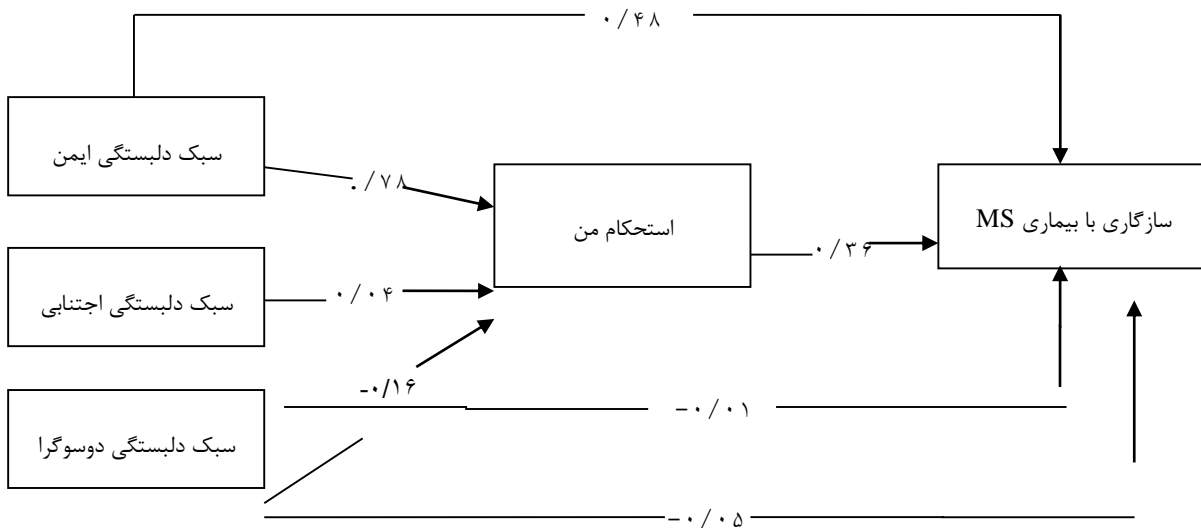 ۰/۴۸
سبک دلبستگی ایمن
۰/۷۸
استحکام من
سازگاری با بیماری MS
۰/۳۶
سبک دلبستگی اجتنابی
۰/۰۴
-۰/۱۶
سبک دلبستگی دوسوگرا
-۰/۰۱
-۰/۰۵